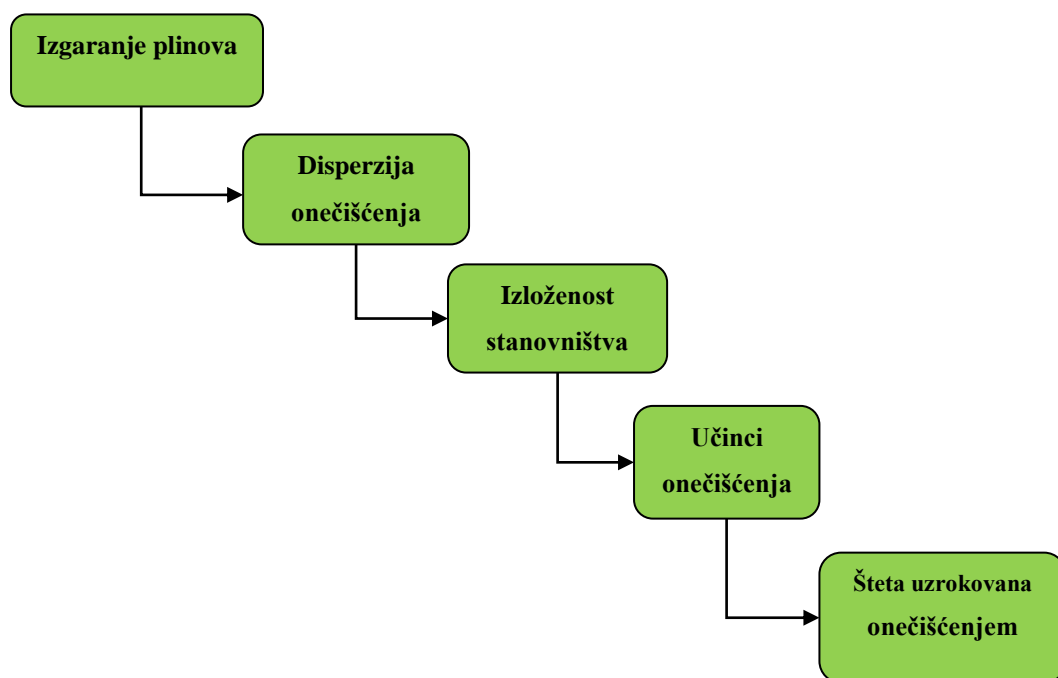 Izgaranje plinova
Disperzija
onečišćenja
Izloženost
stanovništva
Učinci
onečišćenja
Šteta uzrokovana
onečišćenjem